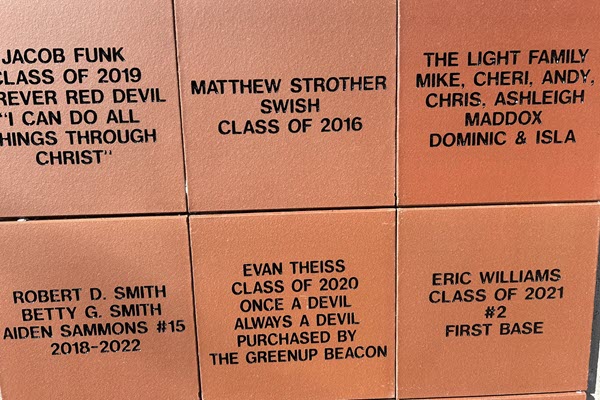 JACOB FUNK
CLASS OF 2019
REVER RED DEVIL
"I CAN DO ALL
HINGS THROUGH
CHRIST"
MATTHEW STROTHER
SWISH
CLASS OF 2016
THE LIGHT FAMILY
MIKE, CHERI, ANDY,
CHRIS, ASHLEIGH
MADDOX
DOMINIC & ISLA
ROBERT D. SMITH
BETTY G. SMITH
AIDEN SAMMONS #15
2018-2022
EVAN THEISS
CLASS OF 2020
ONCE A DEVIL
ALWAYS A DEVIL
PURCHASED BY
THE GREENUP BEACON
ERIC WILLIAMS
CLASS OF 2021
#2
FIRST BASE